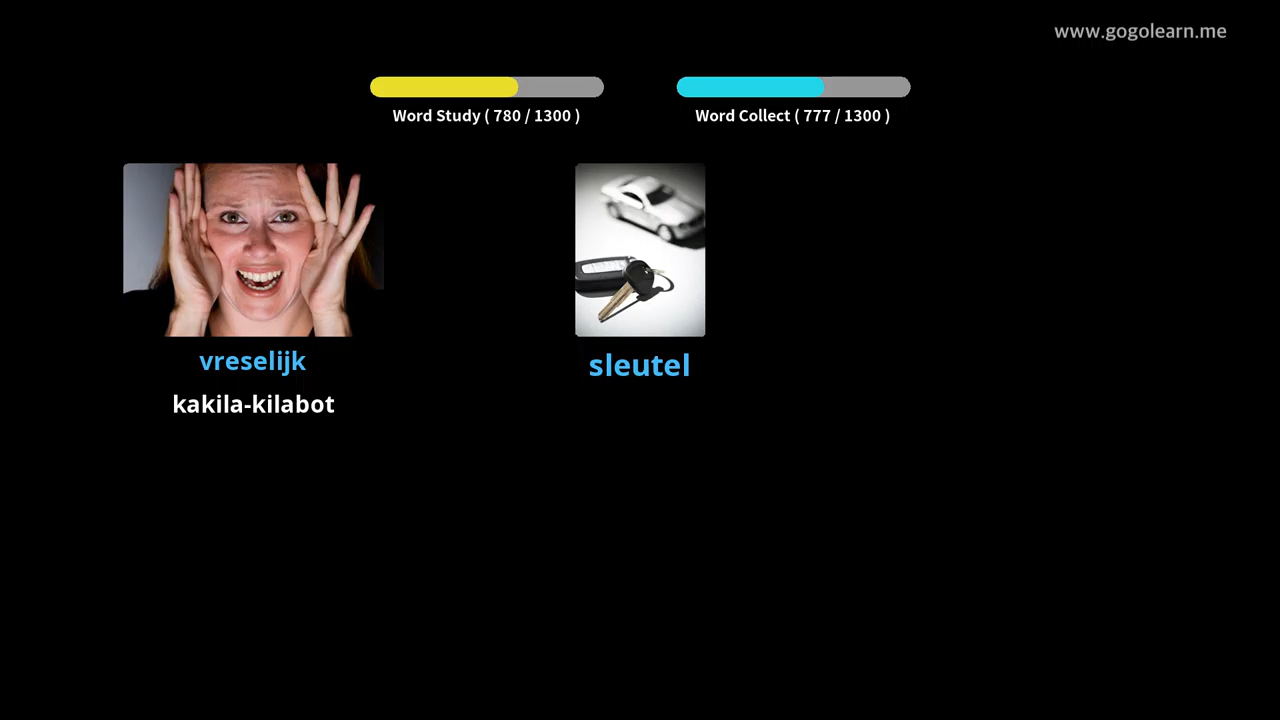 www.gogolearn.me
Word Study ( 780 / 1300 )
Word Collect ( 777 / 1300 )
vreselijk
kakila-kilabot
sleutel